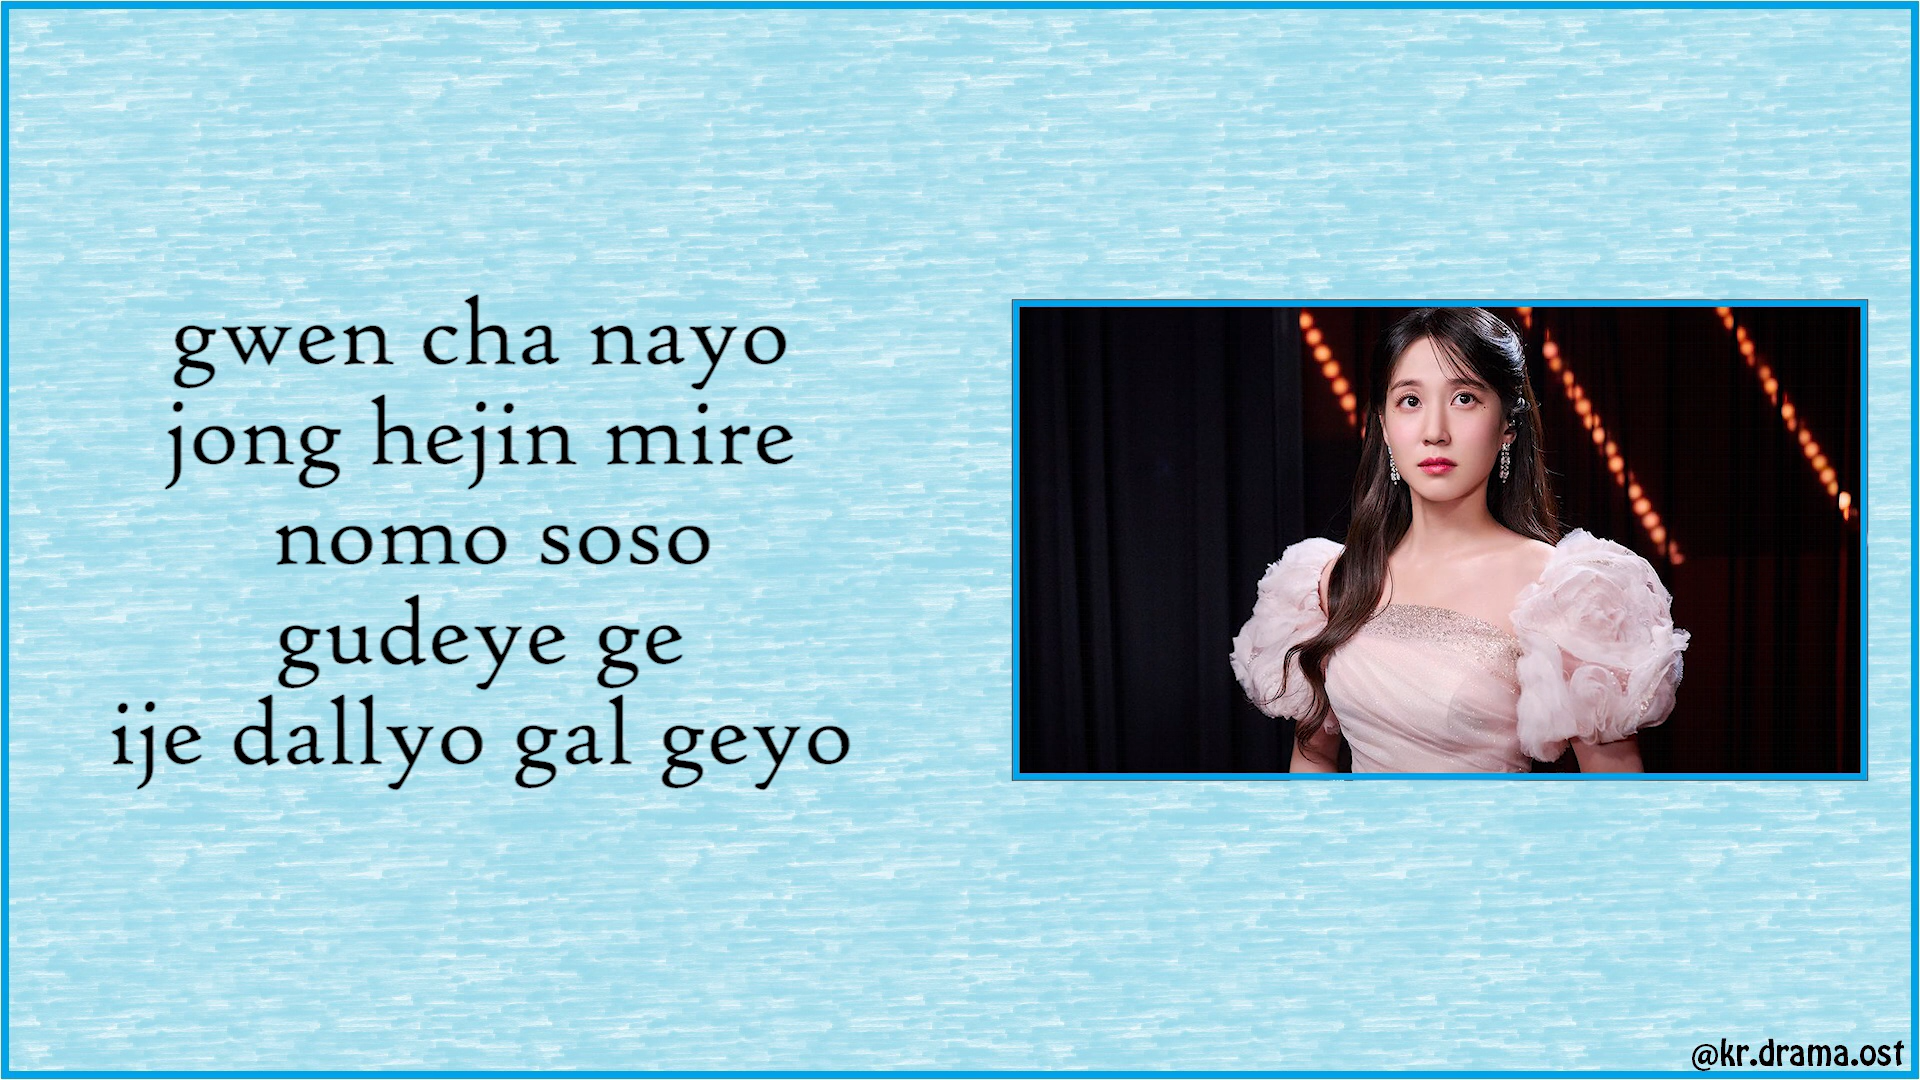 gwen cha nayo
jong hejin mire
nomo soso
gudeye ge
ije dallyo gal geyo
@kr.drama.ost